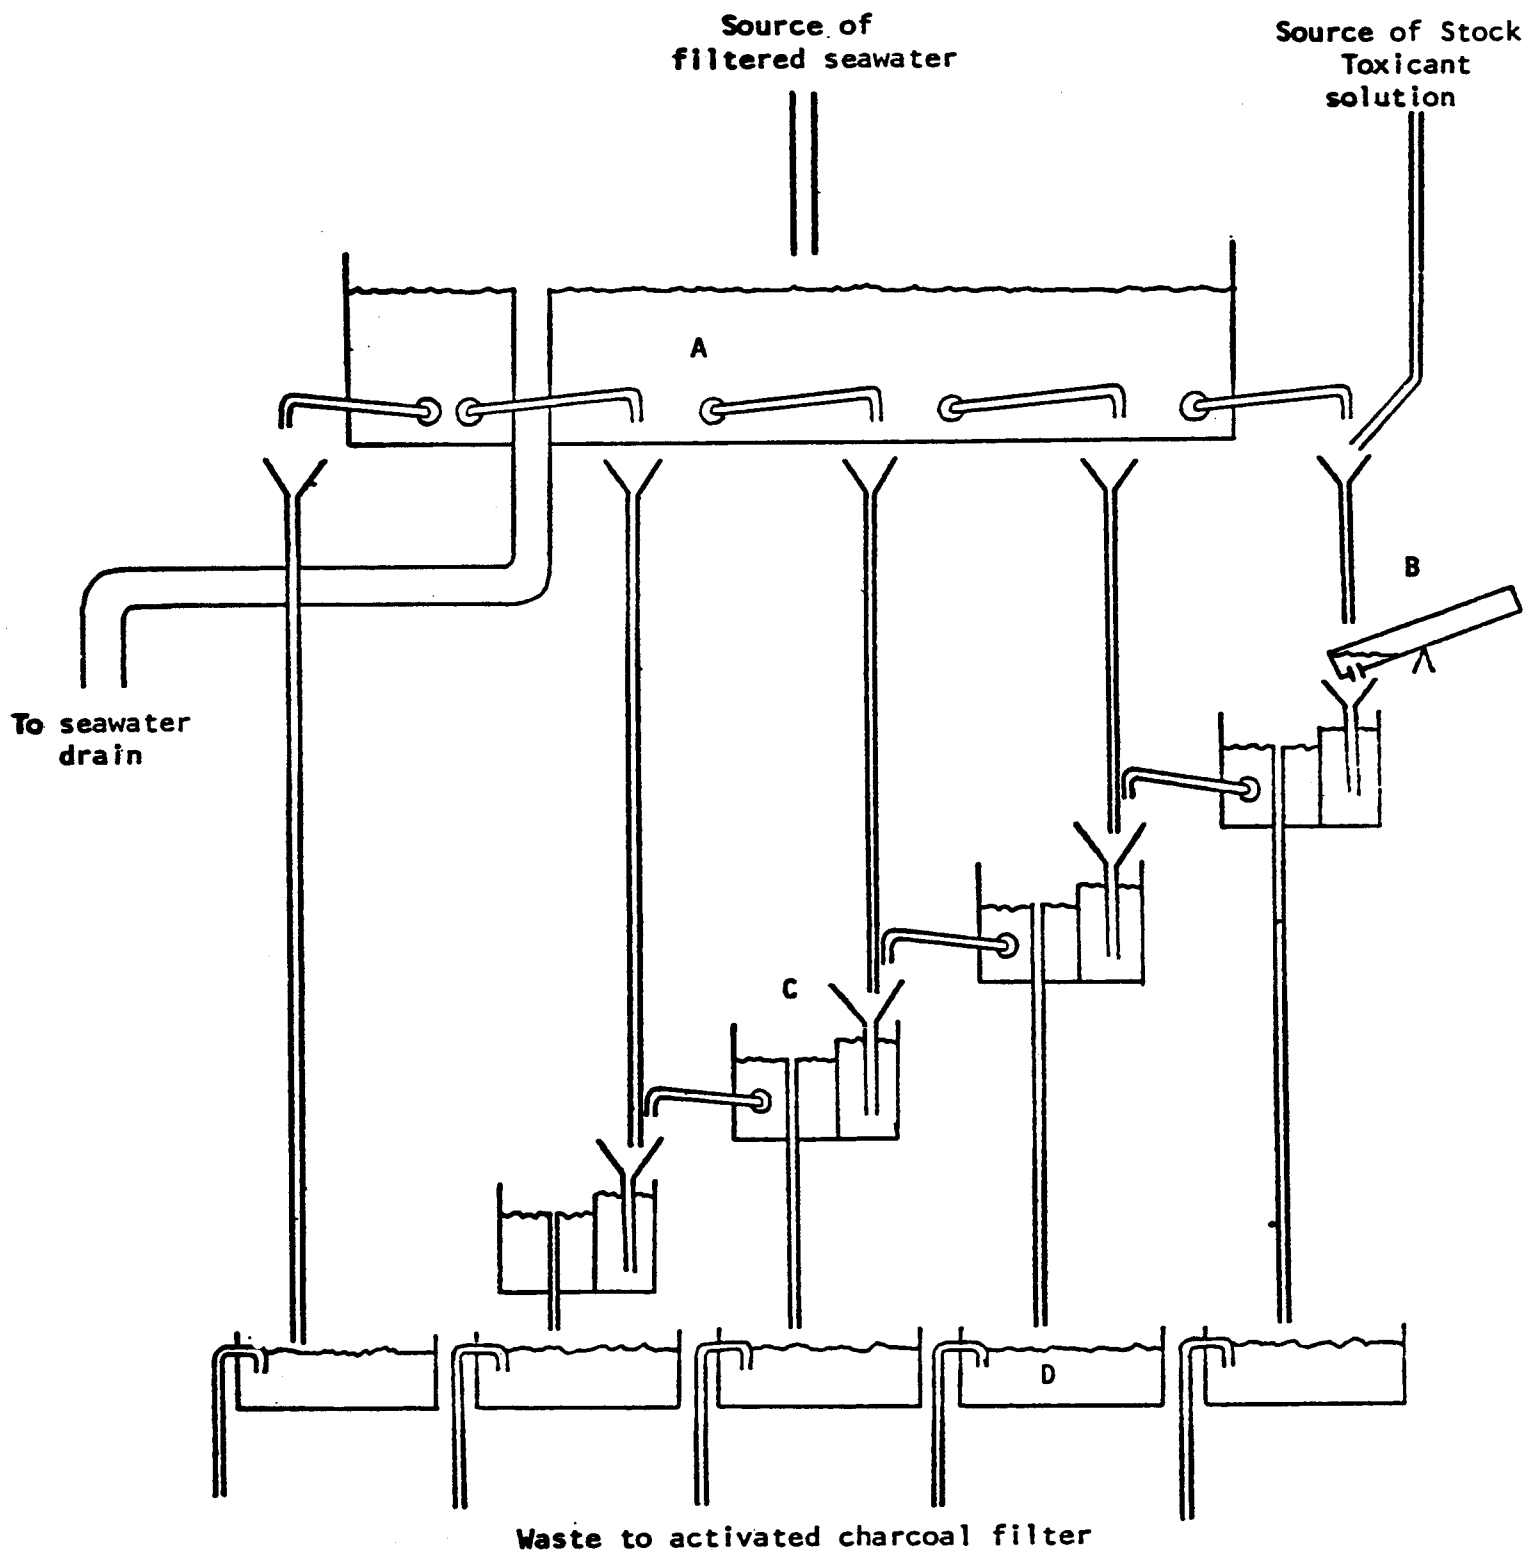 Source of
filtered seawater
Source of Stock
Toxicant
solution
A
B
To seawater
drain
C
D
Waste to activated charcoal filter